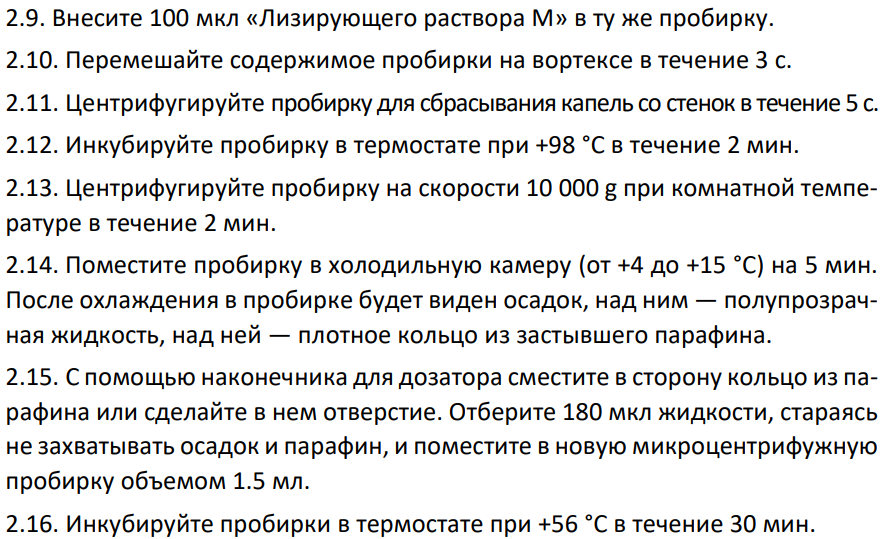 2.9. Внесите 100 мкл «Лизирующего раствора М» в ту же пробирку.
2.10. Перемешайте содержимое пробирки на вортексе в течение 3 с.
2.11. Центрифугируйте пробирку для сбрасывания капель со стенок в течение 5 с.
2.12. Инкубируйте пробирку в термостате при +98 °C в течение 2 мин.
2.13. Центрифугируйте пробирку на скорости 10 000 g при комнатной темпе-
ратуре в течение 2 мин.
2.14. Поместите пробирку в холодильную камеру (от +4 до +15 °C) на 5 мин.
После охлаждения в пробирке будет виден осадок, над ним — полупрозрач-
ная жидкость, над ней — плотное кольцо из застывшего парафина.
2.15. С помощью наконечника для дозатора сместите в сторону кольцо из па-
рафина или сделайте в нем отверстие. Отберите 180 мкл жидкости, стараясь
не захватывать осадок и парафин, и поместите в новую микроцентрифужную
пробирку объемом 1.5 мл.
2.16. Инкубируйте пробирки в термостате при +56 °C в течение 30 мин.